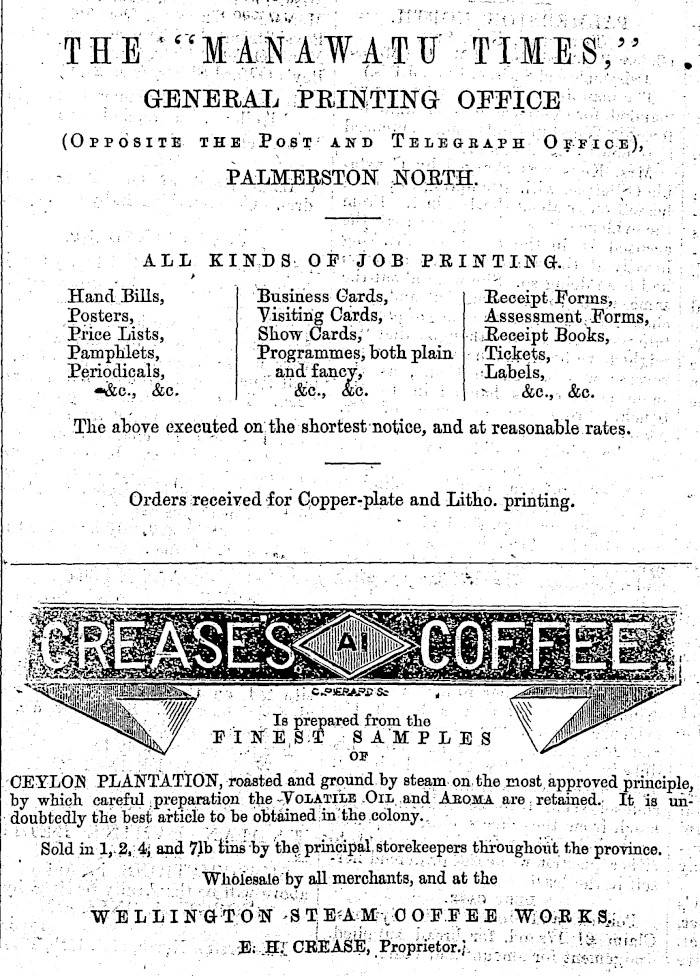 THE "MANAWATU TIMES,"
GENERAL PRINTING OFFICE
(OPPOSITE THE POST AND TELEGRAPH OFFICE),
PALMERSTON NORTH.
ALL KINDS OF JOB PRINTING.
Hand Bills,
Posters,
Price Lists,
Pamphlets,
Periodicals,
&c., &c.
Business Cards,
Visiting Cards,
Show Cards,
Programmes, both plain
and fancy,
&c., &c.
Receipt Forms,
Assessment Forms,
Receipt Books,
Tickets,
Labels,
&c., &c.
The above executed on the shortest notice, and at reasonable rates.
Orders received for Copper-plate and Litho. printing.
CREASE'S A1 COFFEE.
C. PIERARD Sc
Is prepared from the
FINEST SAMPLES
OF
CEYLON PLANTATION, roasted and ground by steam on the most approved principle,
by which careful preparation the VOLATILE OIL and AROMA are retained. It is un-
doubtedly the best article to be obtained in the colony.
Sold in 1, 2, 4, and 7lb tins by the principal storekeepers throughout the province.
Wholesale by all merchants, and at the
WELLINGTON STEAM COFFEE WORKS.
E. H. CREASE, Proprietor.